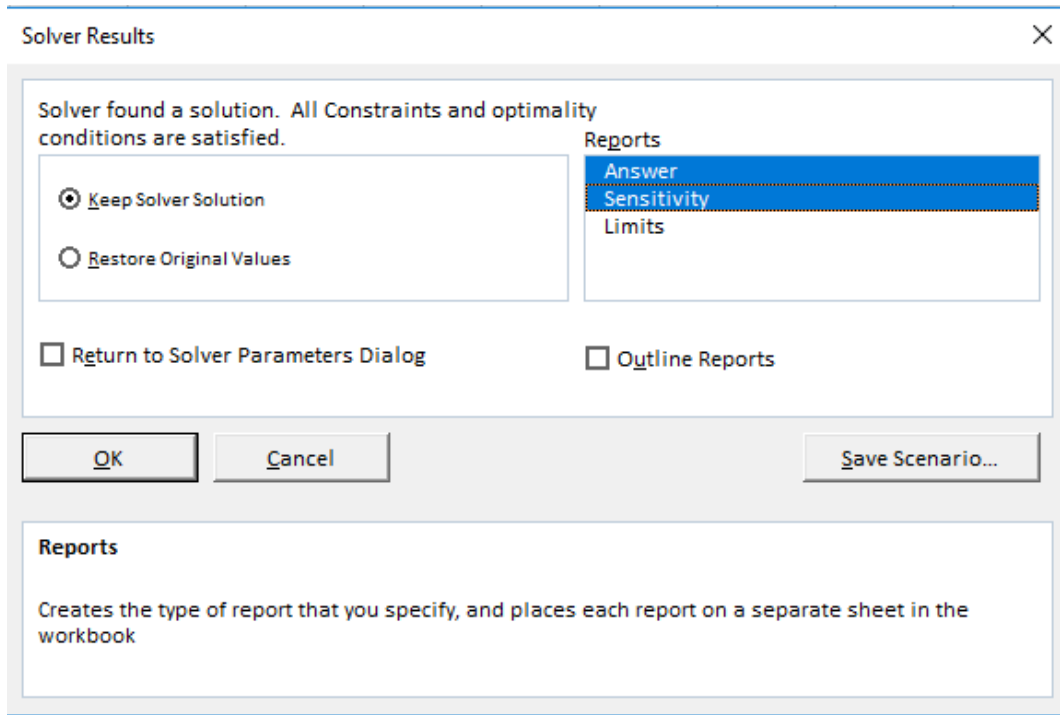 Solver Results
Solver found a solution.  All Constraints and optimality
conditions are satisfied.
Reports
Keep Solver Solution
Restore Original Values
Answer
Sensitivity
Limits
Return to Solver Parameters Dialog
Outline Reports
OK
Cancel
Save Scenario...
Reports
Creates the type of report that you specify, and places each report on a separate sheet in the
workbook